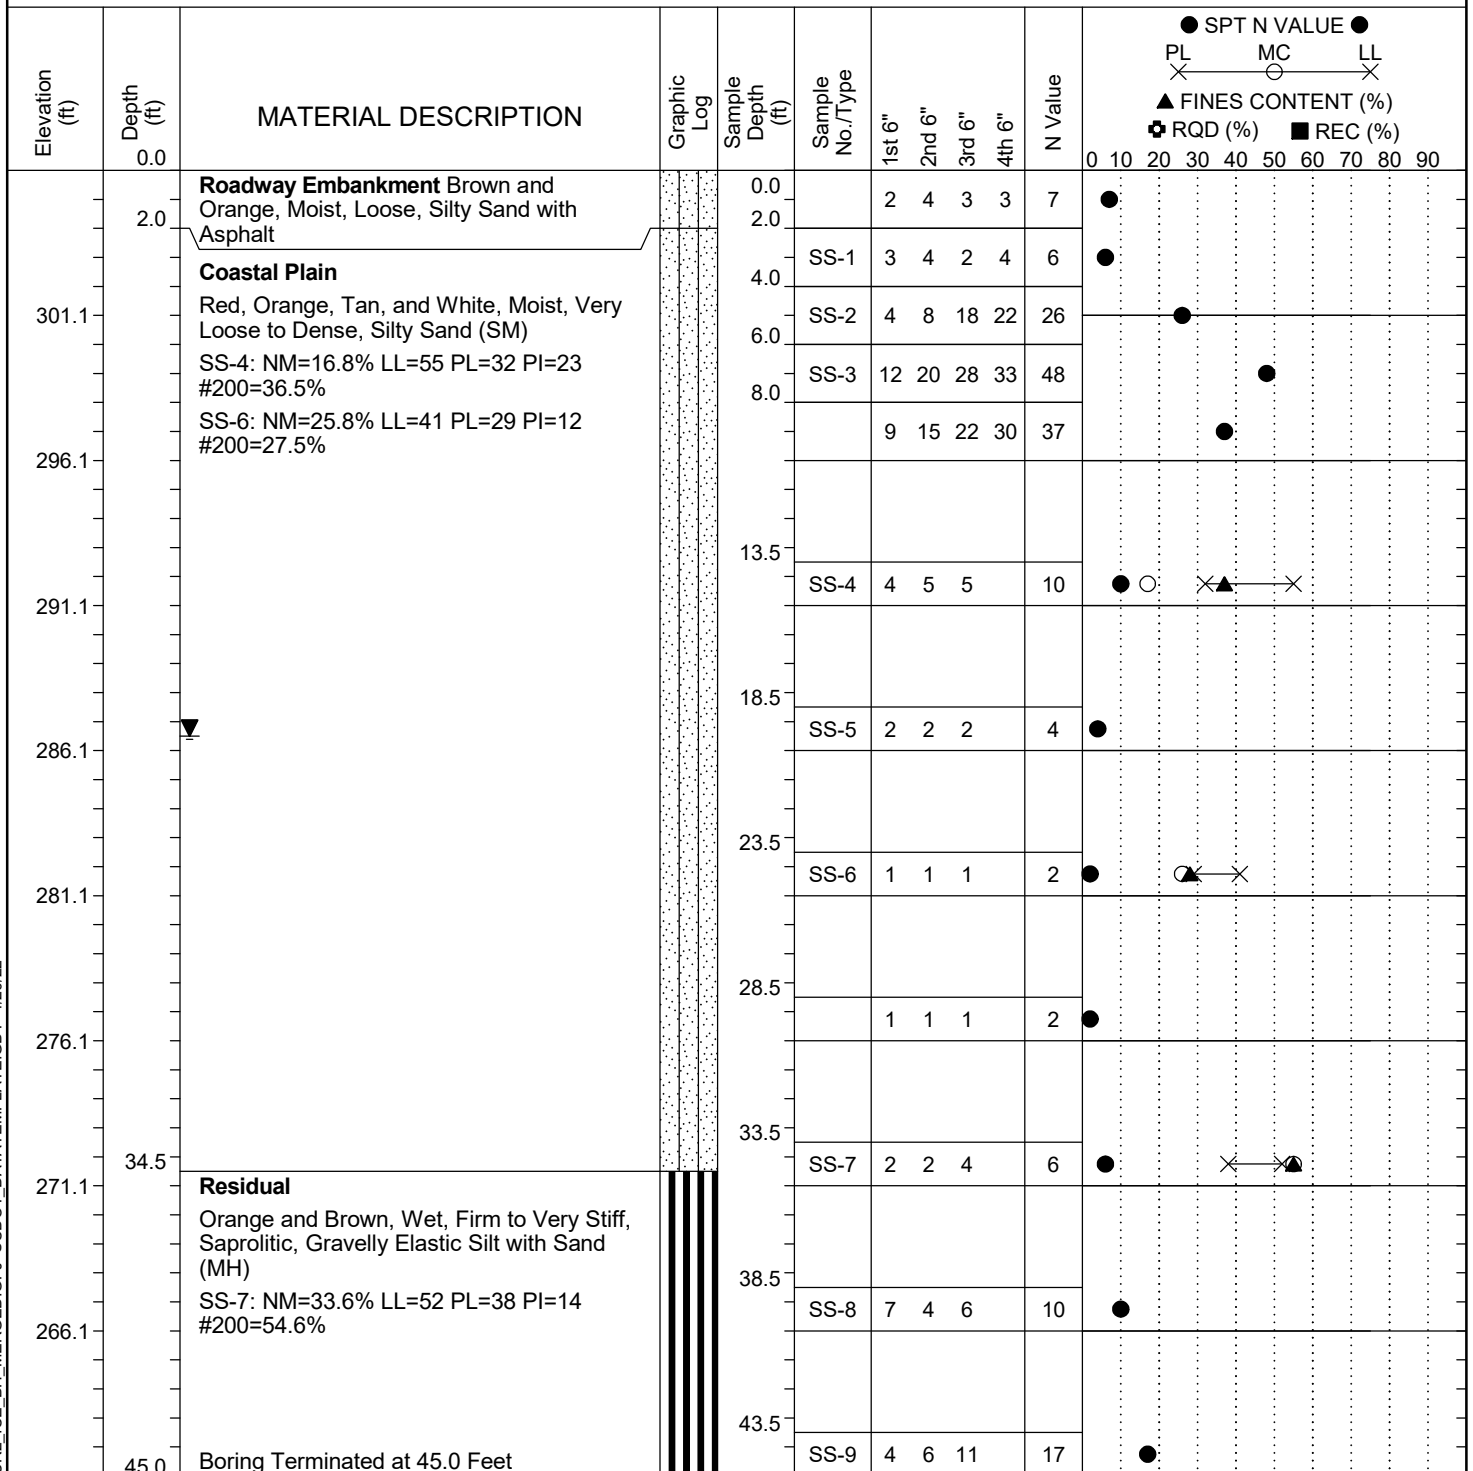 ● SPT N VALUE ●
PL MC LL
▲ FINES CONTENT (%)
RQD (%) ■ REC (%)
0 10 20 30 40 50 60 70 80 90
Elevation (ft)
Depth (ft)
0.0
MATERIAL DESCRIPTION
Graphic Log
Sample Depth (ft)
Sample No./Type
1st 6"
2nd 6"
3rd 6"
4th 6"
N Value
Roadway Embankment Brown and
Orange, Moist, Loose, Silty Sand with
Asphalt
0.0
2 4 3 3 7
2.0
2.0
Coastal Plain
SS-1 3 4 2 4 6
4.0
Red, Orange, Tan, and White, Moist, Very
Loose to Dense, Silty Sand (SM)
301.1
SS-2 4 8 18 22 26
6.0
SS-4: NM=16.8% LL=55 PL=32 PI=23
#200=36.5%
SS-3 12 20 28 33 48
8.0
SS-6: NM=25.8% LL=41 PL=29 PI=12
#200=27.5%
9 15 22 30 37
296.1
13.5
SS-4 4 5 5 10
291.1
18.5
SS-5 2 2 2 4
286.1
23.5
SS-6 1 1 1 2
281.1
28.5
1 1 1 2
276.1
33.5
34.5
SS-7 2 2 4 6
271.1
Residual
Orange and Brown, Wet, Firm to Very Stiff,
Saprolitic, Gravelly Elastic Silt with Sand
(MH)
38.5
SS-7: NM=33.6% LL=52 PL=38 PI=14
#200=54.6%
SS-8 7 4 6 10
266.1
43.5
SS-9 4 6 11 17
45.0
Boring Terminated at 45.0 Feet